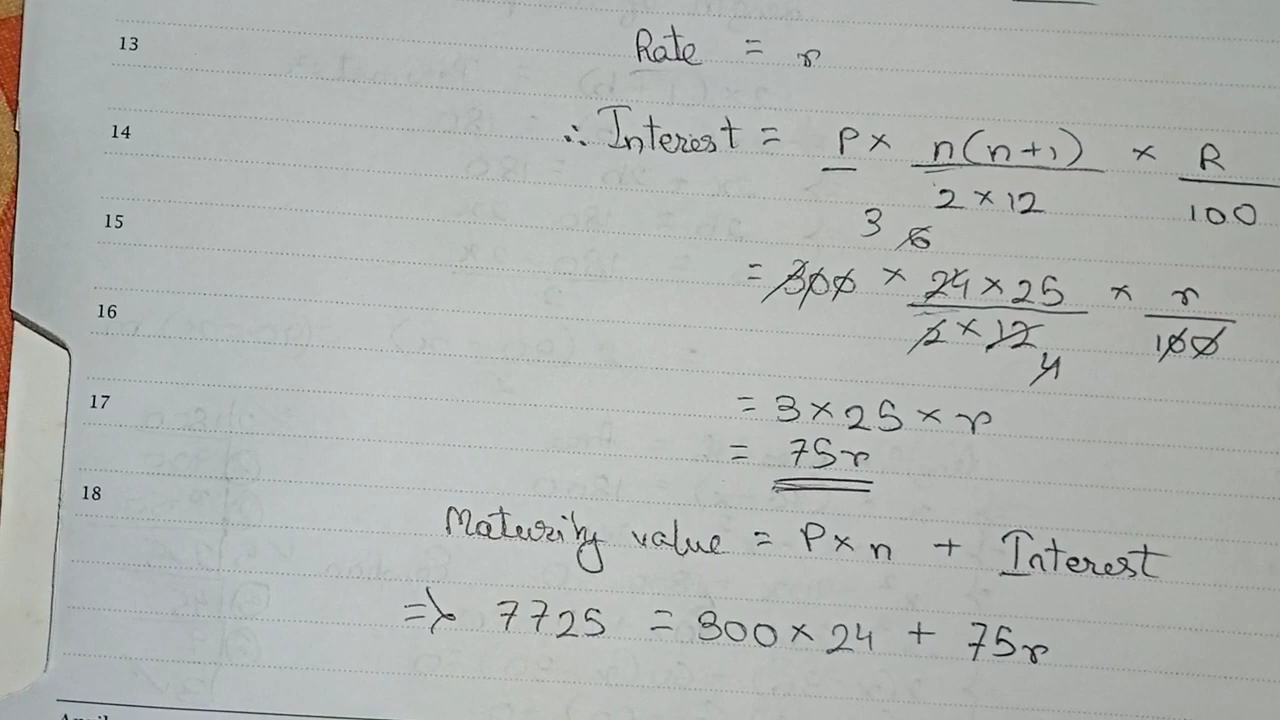 13
Rate = r
14
∴ Interest = P × n(n+1)/2 × 12 × R/100
15
3 6
= 300 × 24 × 25/2 × 12 × r/100
16
4
17
= 3 × 25 × r
= 75r
18
Maturity value = P × n + Interest
=> 7725 = 300 × 24 + 75r